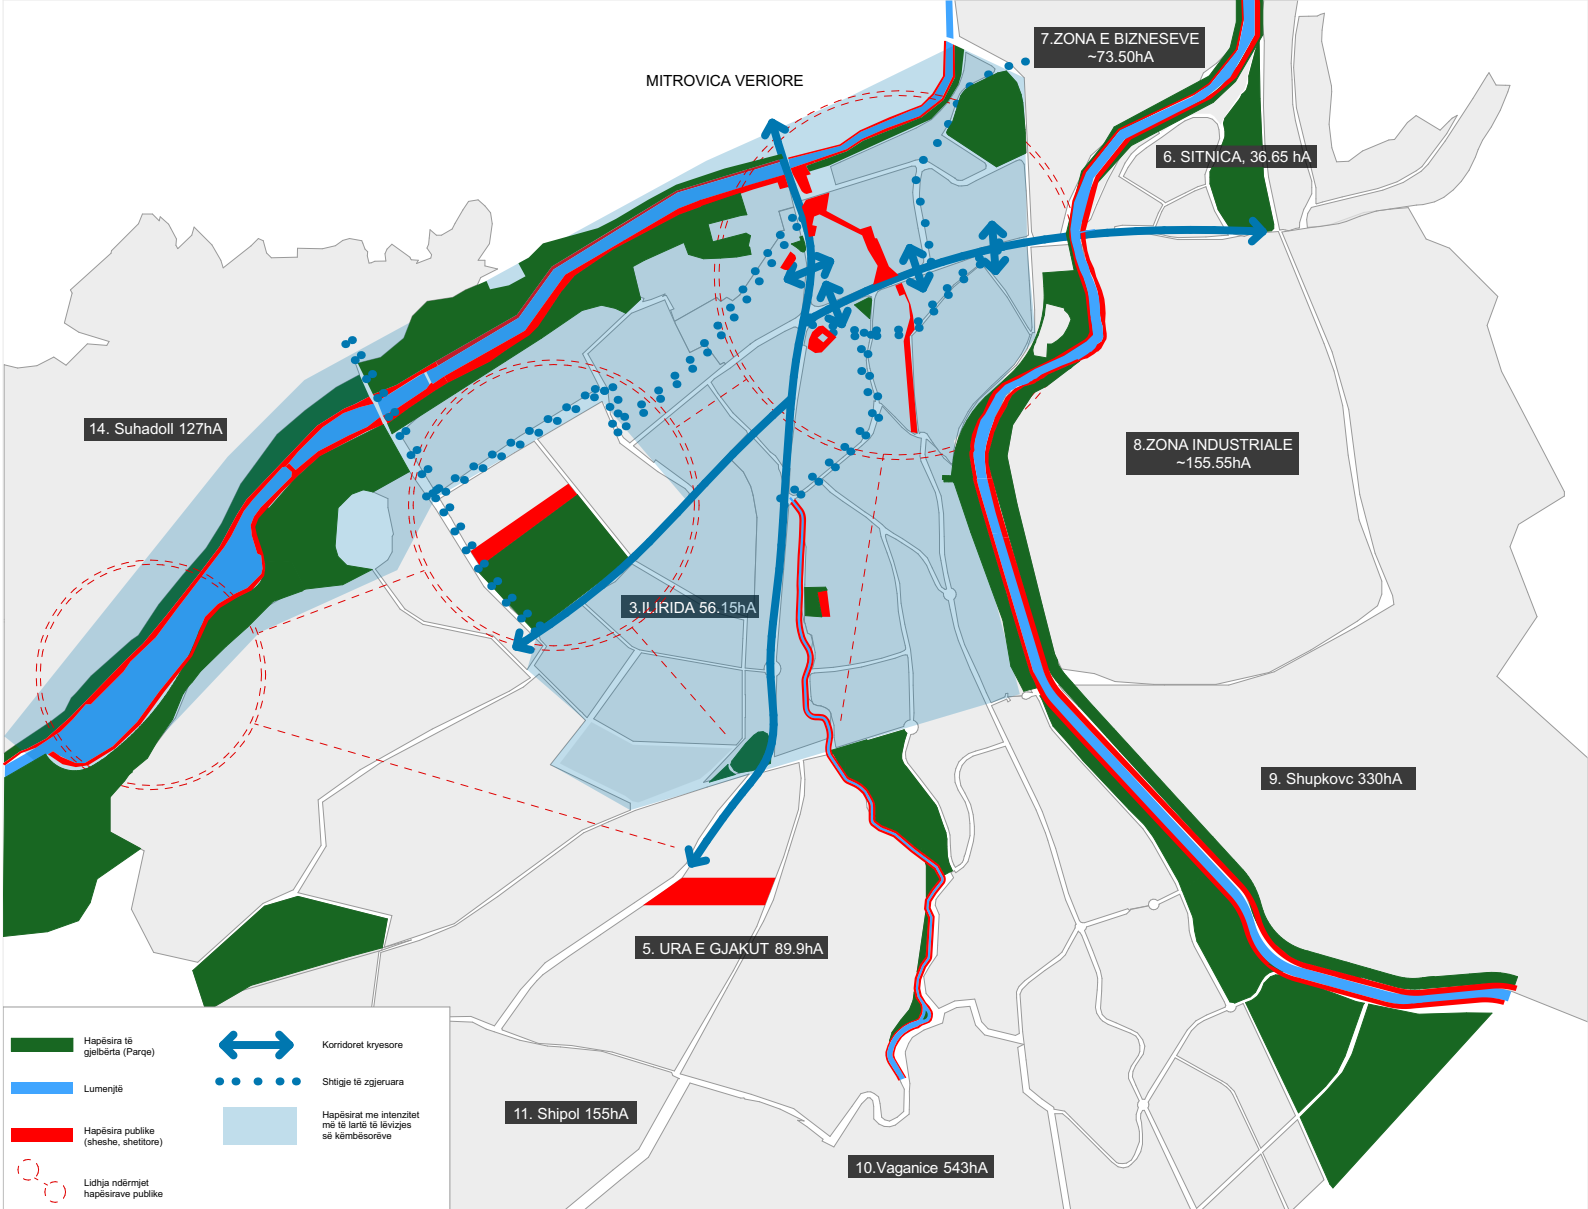 7.ZONA E BIZNESEVE
~73.50hA
MITROVICA VERIORE
6. SITNICA, 36.65 hA
14. Suhadoll 127hA
8.ZONA INDUSTRIALE
~155.55hA
3.ILIRIDA 56.15hA
9. Shupkovc 330hA
5. URA E GJAKUT 89.9hA
11. Shipol 155hA
10.Vaganice 543hA
Hapësira të
gjelbërta (Parqe)
Lumenjtë
Hapësira publike
(sheshe, shetitore)
Lidhja ndërmjet
hapësirave publike
Korridoret kryesore
Shtigje të zgjeruara
Hapësirat me intenzitet
më të lartë të lëvizjes
së këmbësorëve